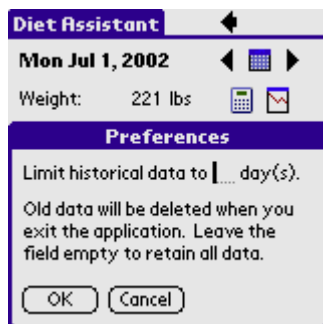 Diet Assistant
Mon Jul 1, 2002
Weight: 221 lbs
Preferences
Limit historical data to day(s).
Old data will be deleted when you
exit the application. Leave the
field empty to retain all data.
OK Cancel